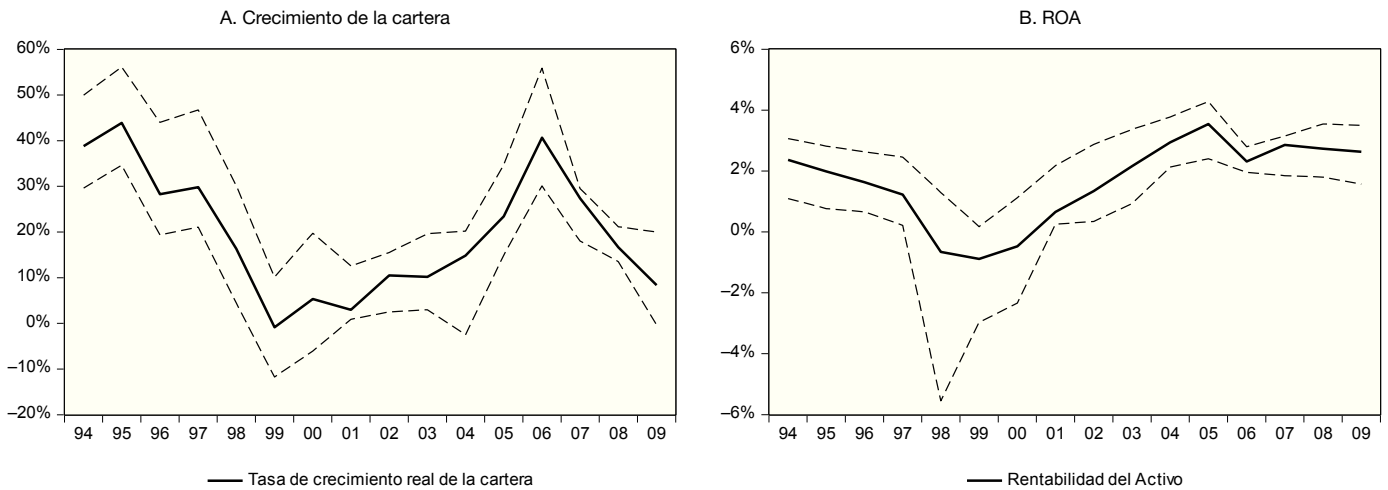 A. Crecimiento de la cartera
60%
50%
40%
30%
20%
10%
0%
–10%
–20%
94 95 96 97 98 99 00 01 02 03 04 05 06 07 08 09
Tasa de crecimiento real de la cartera
B. ROA
6%
4%
2%
0%
–2%
–4%
–6%
94 95 96 97 98 99 00 01 02 03 04 05 06 07 08 09
Rentabilidad del Activo